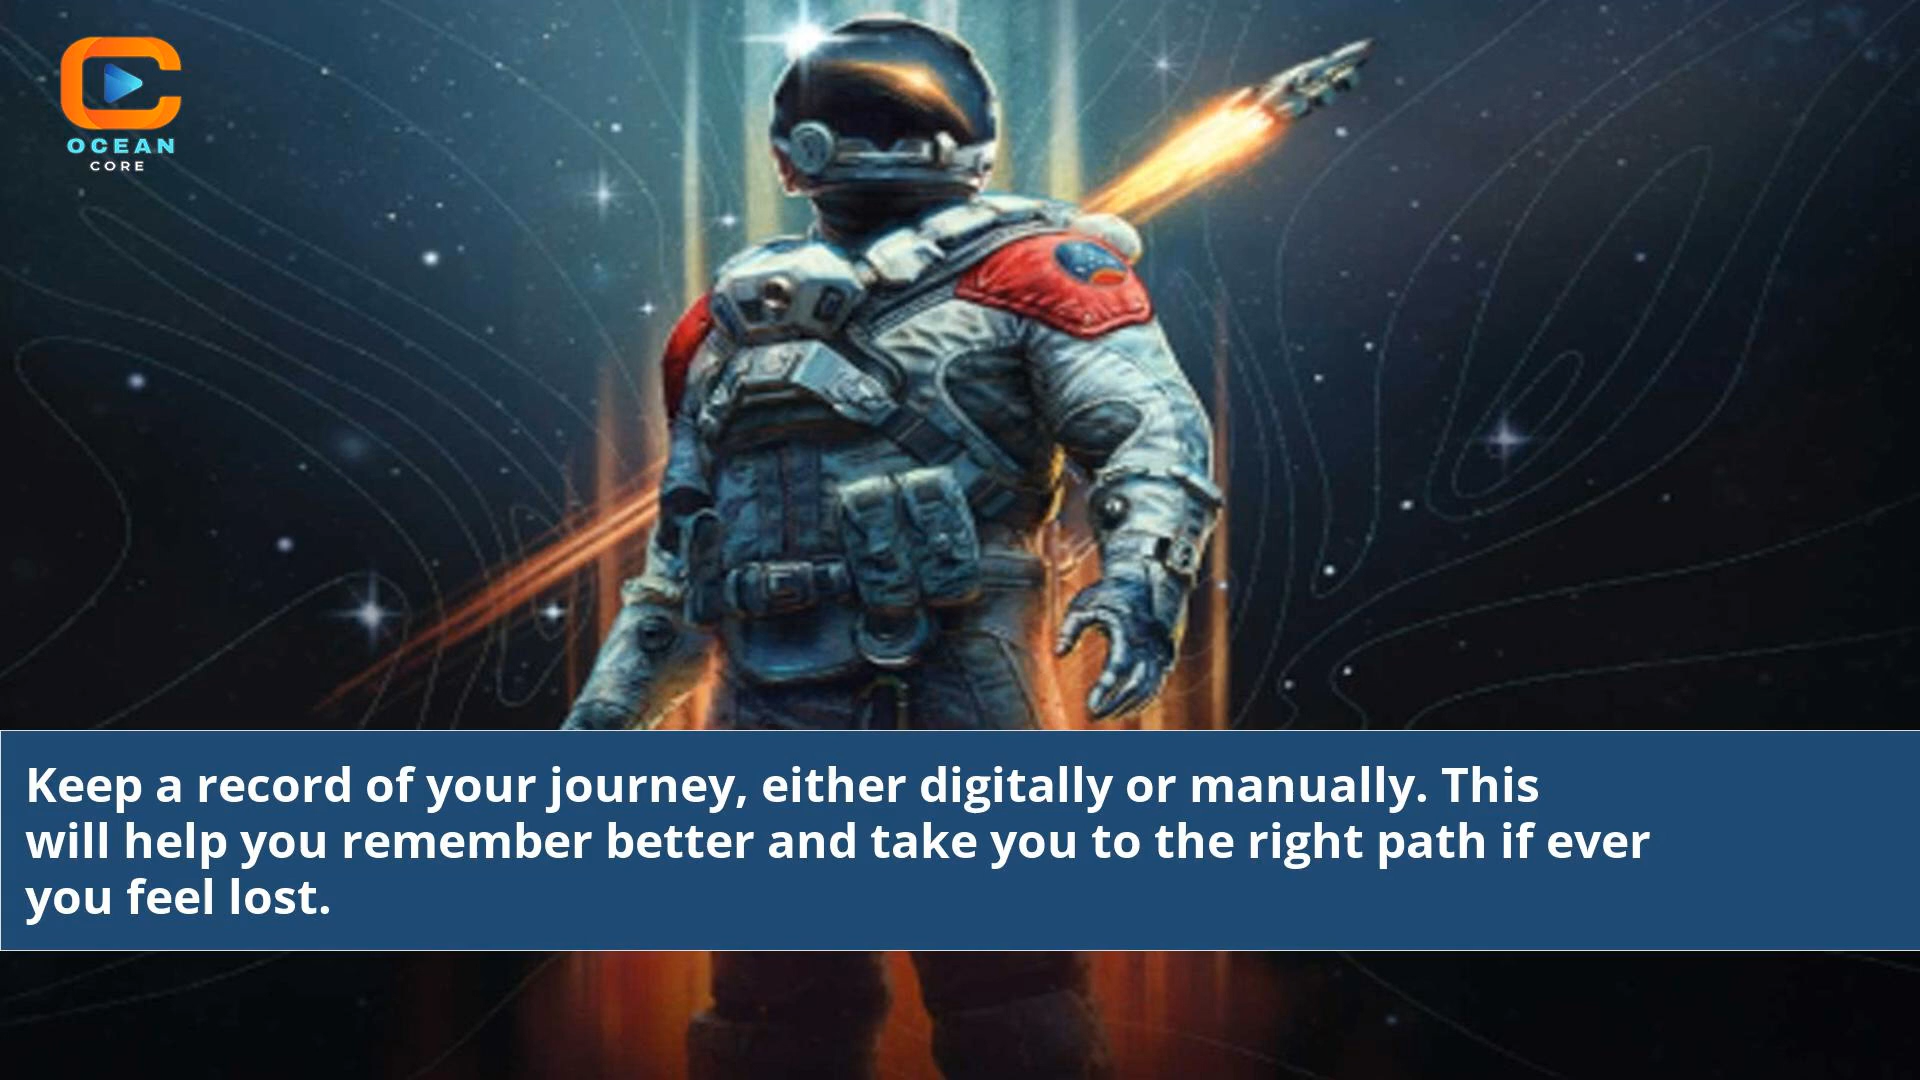 OCEAN
CORE
Keep a record of your journey, either digitally or manually. This
will help you remember better and take you to the right path if ever
you feel lost.